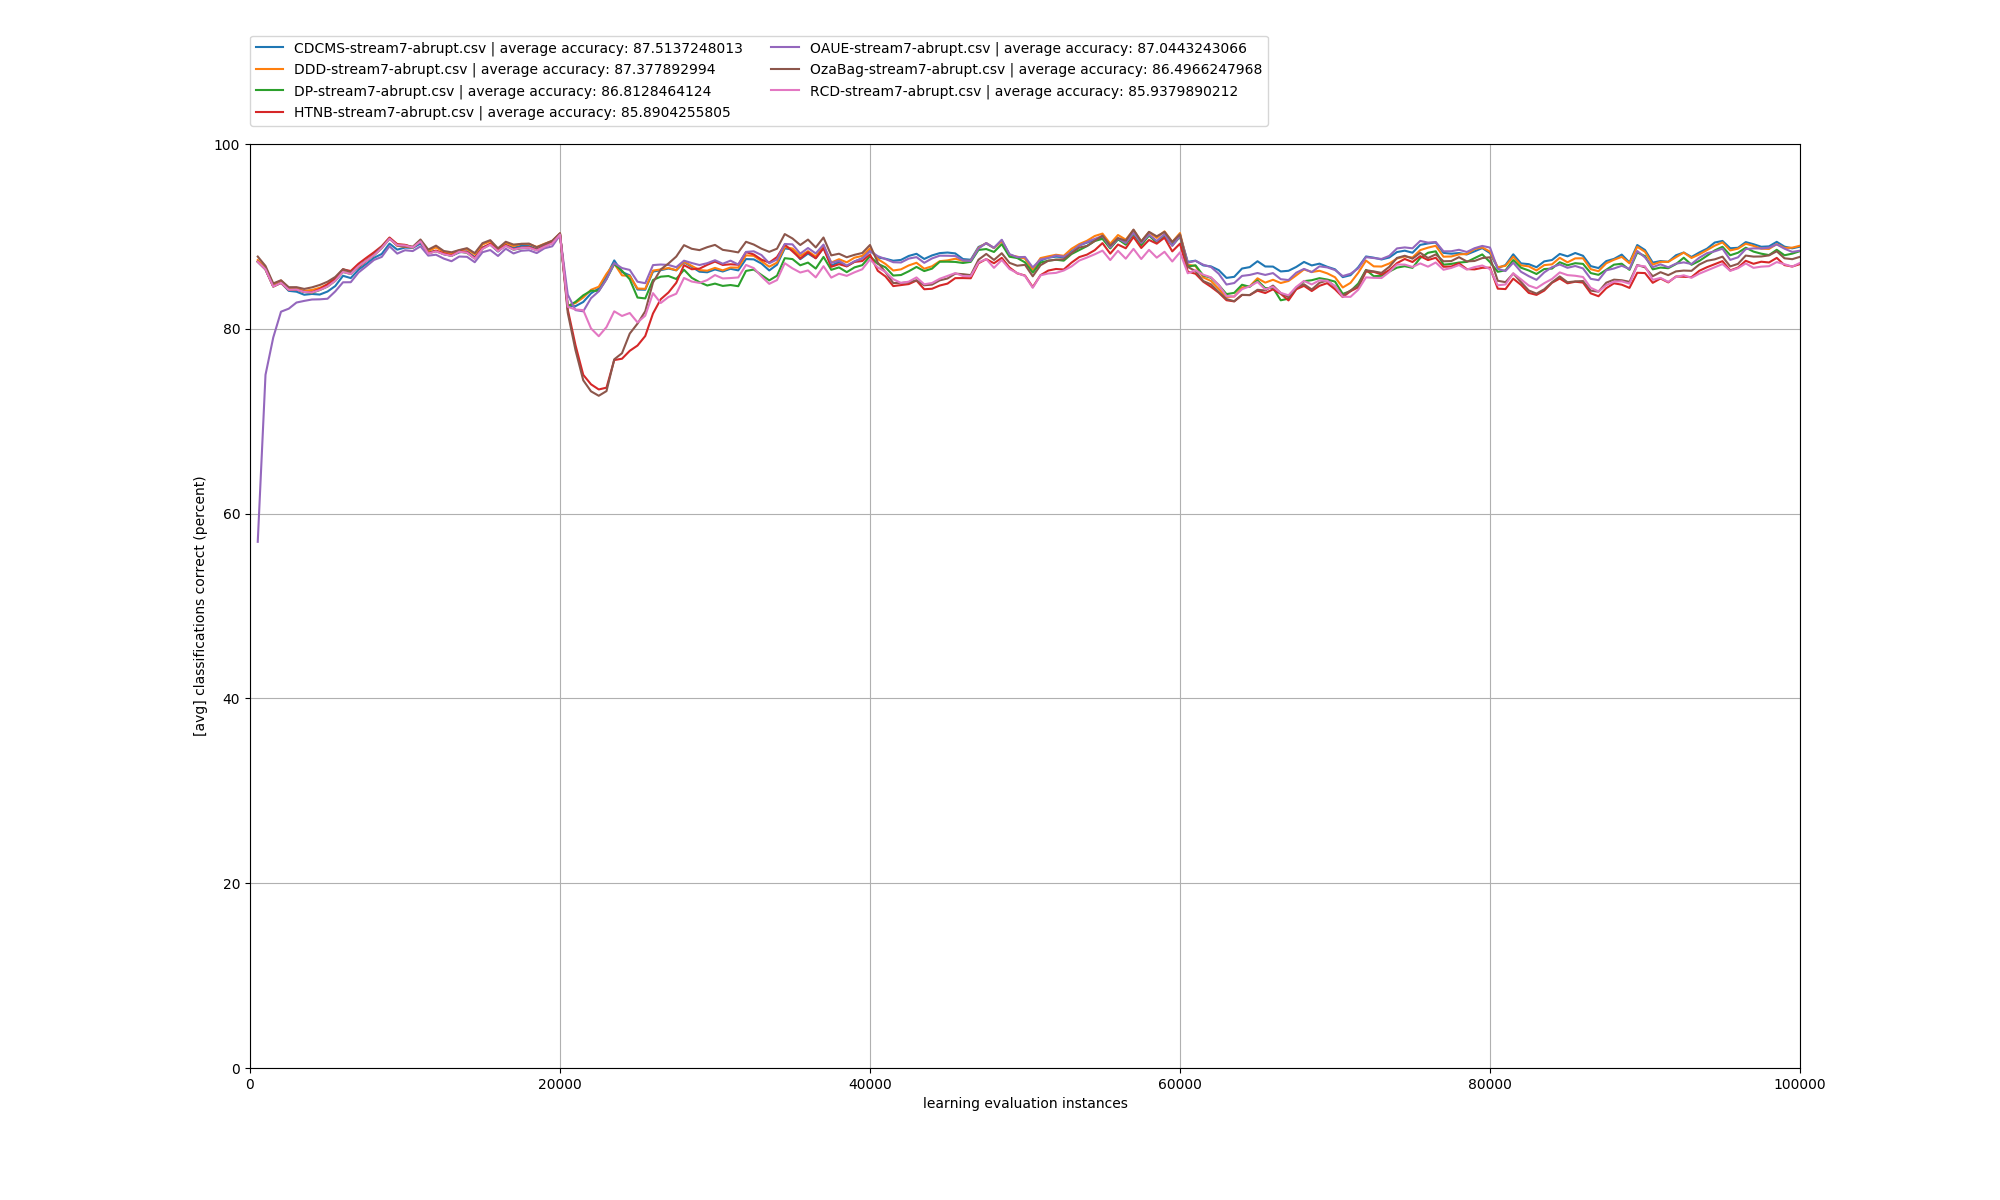 CDCMS-stream7-abrupt.csv | average accuracy: 87.5137248013
DDD-stream7-abrupt.csv | average accuracy: 87.377892994
DP-stream7-abrupt.csv | average accuracy: 86.8128464124
HTNB-stream7-abrupt.csv | average accuracy: 85.8904255805
OAUE-stream7-abrupt.csv | average accuracy: 87.0443243066
OzaBag-stream7-abrupt.csv | average accuracy: 86.4966247968
RCD-stream7-abrupt.csv | average accuracy: 85.9379890212
100
80
60
40
20
0
[avg] classifications correct (percent)
0 20000 40000 60000 80000 100000
learning evaluation instances